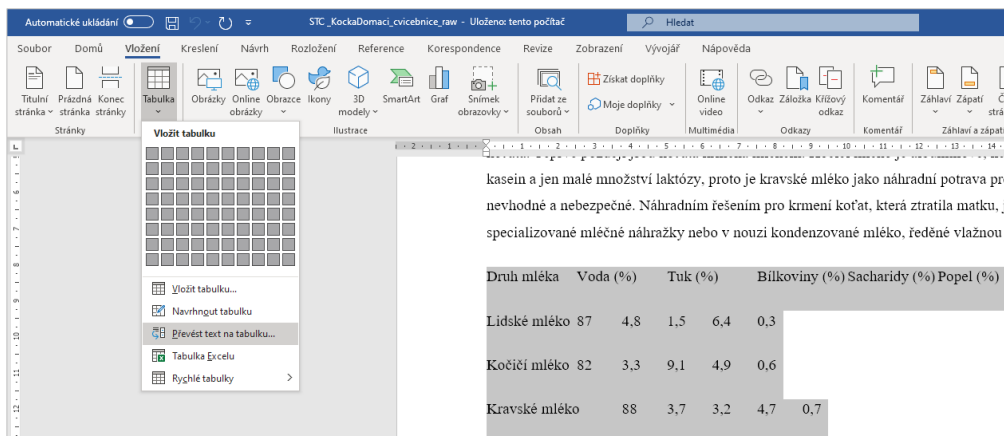 Automatické ukládání STC_KockaDomaci_cvicebnice_raw - Uloženo: tento počítač Hledat
Soubor Domů Vložení Kreslení Návrh Rozložení Reference Korespondence Revize Zobrazení Vývojář Nápověda
Titulní stránka
Prázdná stránka
Konec stránky
Tabulka
Obrázky
Online obrázky
Obrazce
Ikony
3D modely
SmartArt
Graf
Snímek obrazovky
Přidat ze souborů
Získat doplňky
Moje doplňky
Online video
Odkaz
Záložka
Křížový odkaz
Komentář
Záhlaví
Zápatí
Stránky Ilustrace Obsah Doplňky Multimédia Odkazy Komentář Záhlaví a zápatí
Vložit tabulku
Vložit tabulku...
Navrhnout tabulku
Převést text na tabulku...
Tabulka Excelu
Rychlé tabulky
kasein a jen malé množství laktózy, proto je kravské mléko jako náhradní potrava pro
nevhodné a nebezpečné. Náhradním řešením pro krmení koťat, která ztratila matku, j
specializované mléčné náhražky nebo v nouzi kondenzované mléko, ředěné vlažnou
Druh mléka Voda (%) Tuk (%) Bílkoviny (%) Sacharidy (%) Popel (%)
Lidské mléko 87 4,8 1,5 6,4 0,3
Kočičí mléko 82 3,3 9,1 4,9 0,6
Kravské mléko 88 3,7 3,2 4,7 0,7